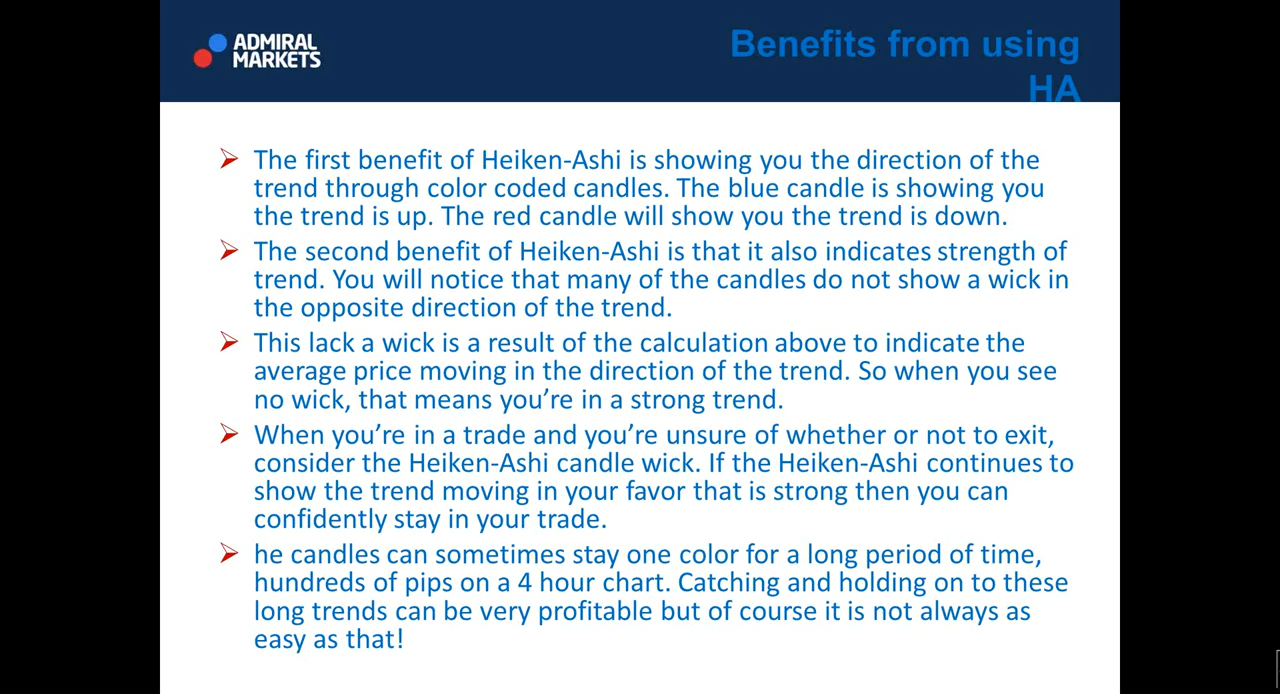 ADMIRAL
MARKETS
Benefits from using
HA
The first benefit of Heiken-Ashi is showing you the direction of the
trend through color coded candles. The blue candle is showing you
the trend is up. The red candle will show you the trend is down.
The second benefit of Heiken-Ashi is that it also indicates strength of
trend. You will notice that many of the candles do not show a wick in
the opposite direction of the trend.
This lack a wick is a result of the calculation above to indicate the
average price moving in the direction of the trend. So when you see
no wick, that means you’re in a strong trend.
When you’re in a trade and you’re unsure of whether or not to exit,
consider the Heiken-Ashi candle wick. If the Heiken-Ashi continues to
show the trend moving in your favor that is strong then you can
confidently stay in your trade.
he candles can sometimes stay one color for a long period of time,
hundreds of pips on a 4 hour chart. Catching and holding on to these
long trends can be very profitable but of course it is not always as
easy as that!